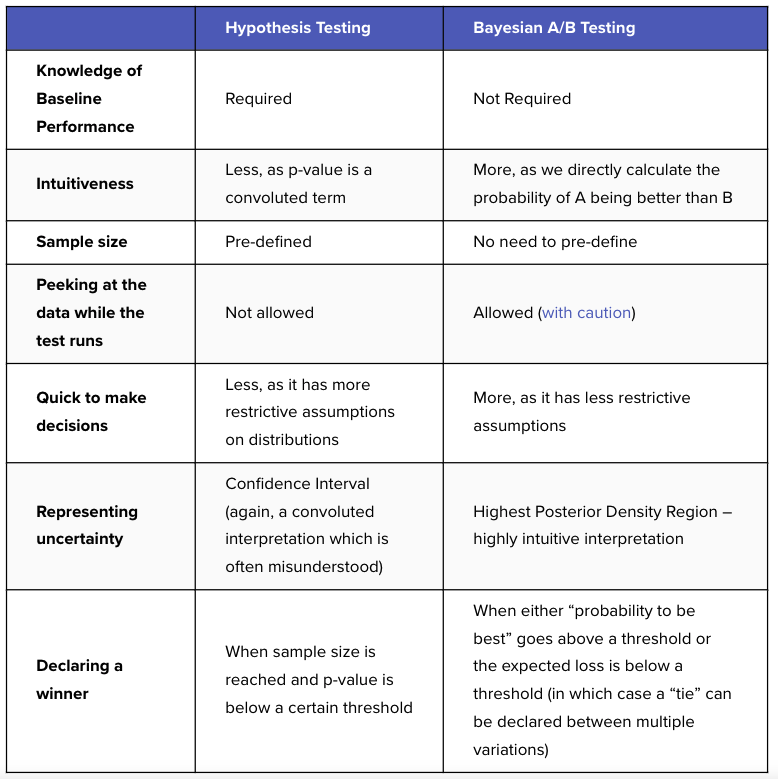 Hypothesis Testing
Bayesian A/B Testing
Knowledge of
Baseline
Performance
Required
Not Required
Intuitiveness
Less, as p-value is a
convoluted term
More, as we directly calculate the
probability of A being better than B
Sample size
Pre-defined
No need to pre-define
Peeking at the
data while the
test runs
Not allowed
Allowed (with caution)
Quick to make
decisions
Less, as it has more
restrictive assumptions
on distributions
More, as it has less restrictive
assumptions
Representing
uncertainty
Confidence Interval
(again, a convoluted
interpretation which is
often misunderstood)
Highest Posterior Density Region –
highly intuitive interpretation
Declaring a
winner
When sample size is
reached and p-value is
below a certain threshold
When either “probability to be
best” goes above a threshold or
the expected loss is below a
threshold (in which case a “tie” can
be declared between multiple
variations)